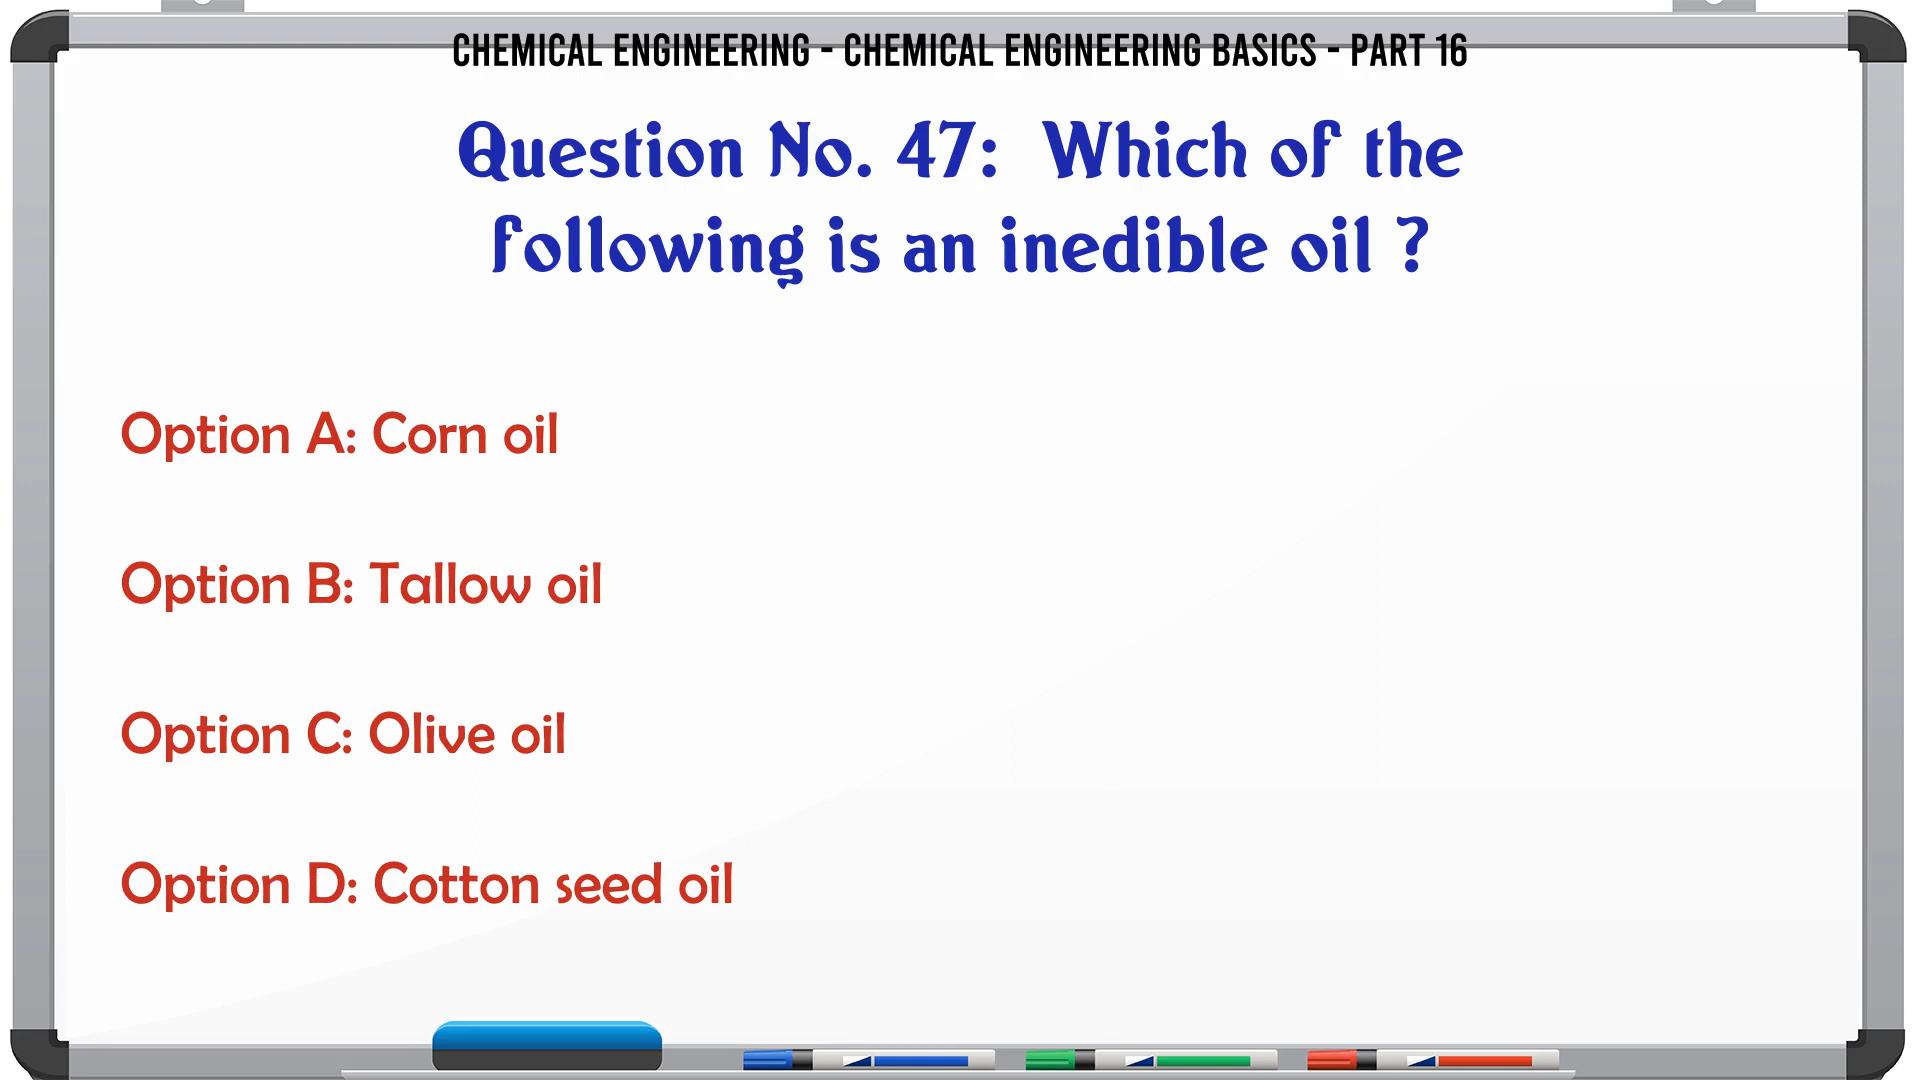 CHEMICAL ENGINEERING - CHEMICAL ENGINEERING BASICS - PART 16
Question No. 47: Which of the
following is an inedible oil ?
Option A: Corn oil
Option B: Tallow oil
Option C: Olive oil
Option D: Cotton seed oil